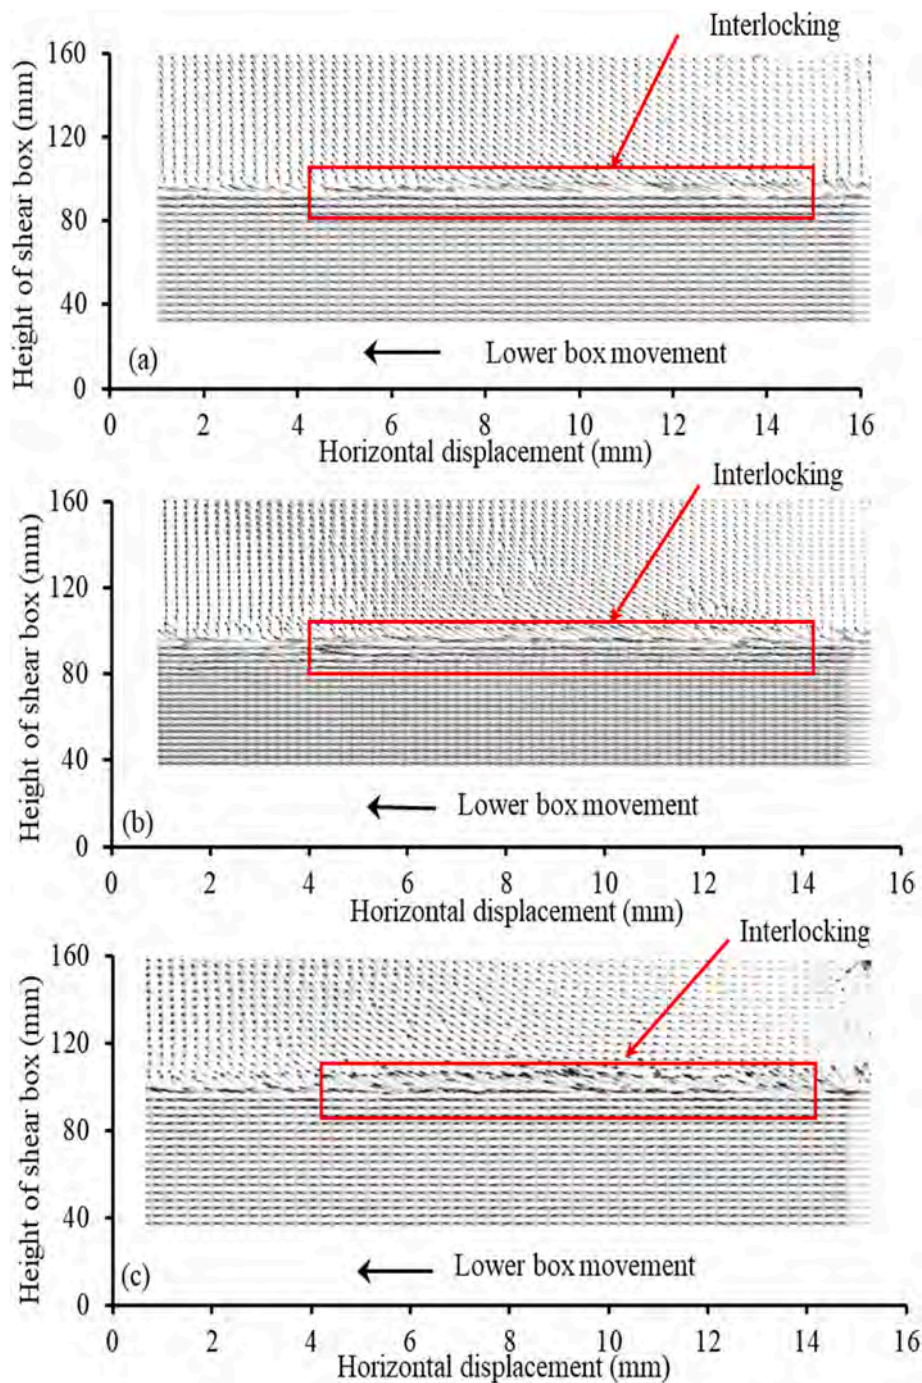 Interlocking
160
120
80
40
0
Height of shear box (mm)
(a)
Lower box movement
0 2 4 6 8 10 12 14 16
Horizontal displacement (mm)
Interlocking
160
120
80
40
0
Height of shear box (mm)
(b)
Lower box movement
0 2 4 6 8 10 12 14 16
Horizontal displacement (mm)
Interlocking
160
120
80
40
0
Height of shear box (mm)
(c)
Lower box movement
0 2 4 6 8 10 12 14 16
Horizontal displacement (mm)